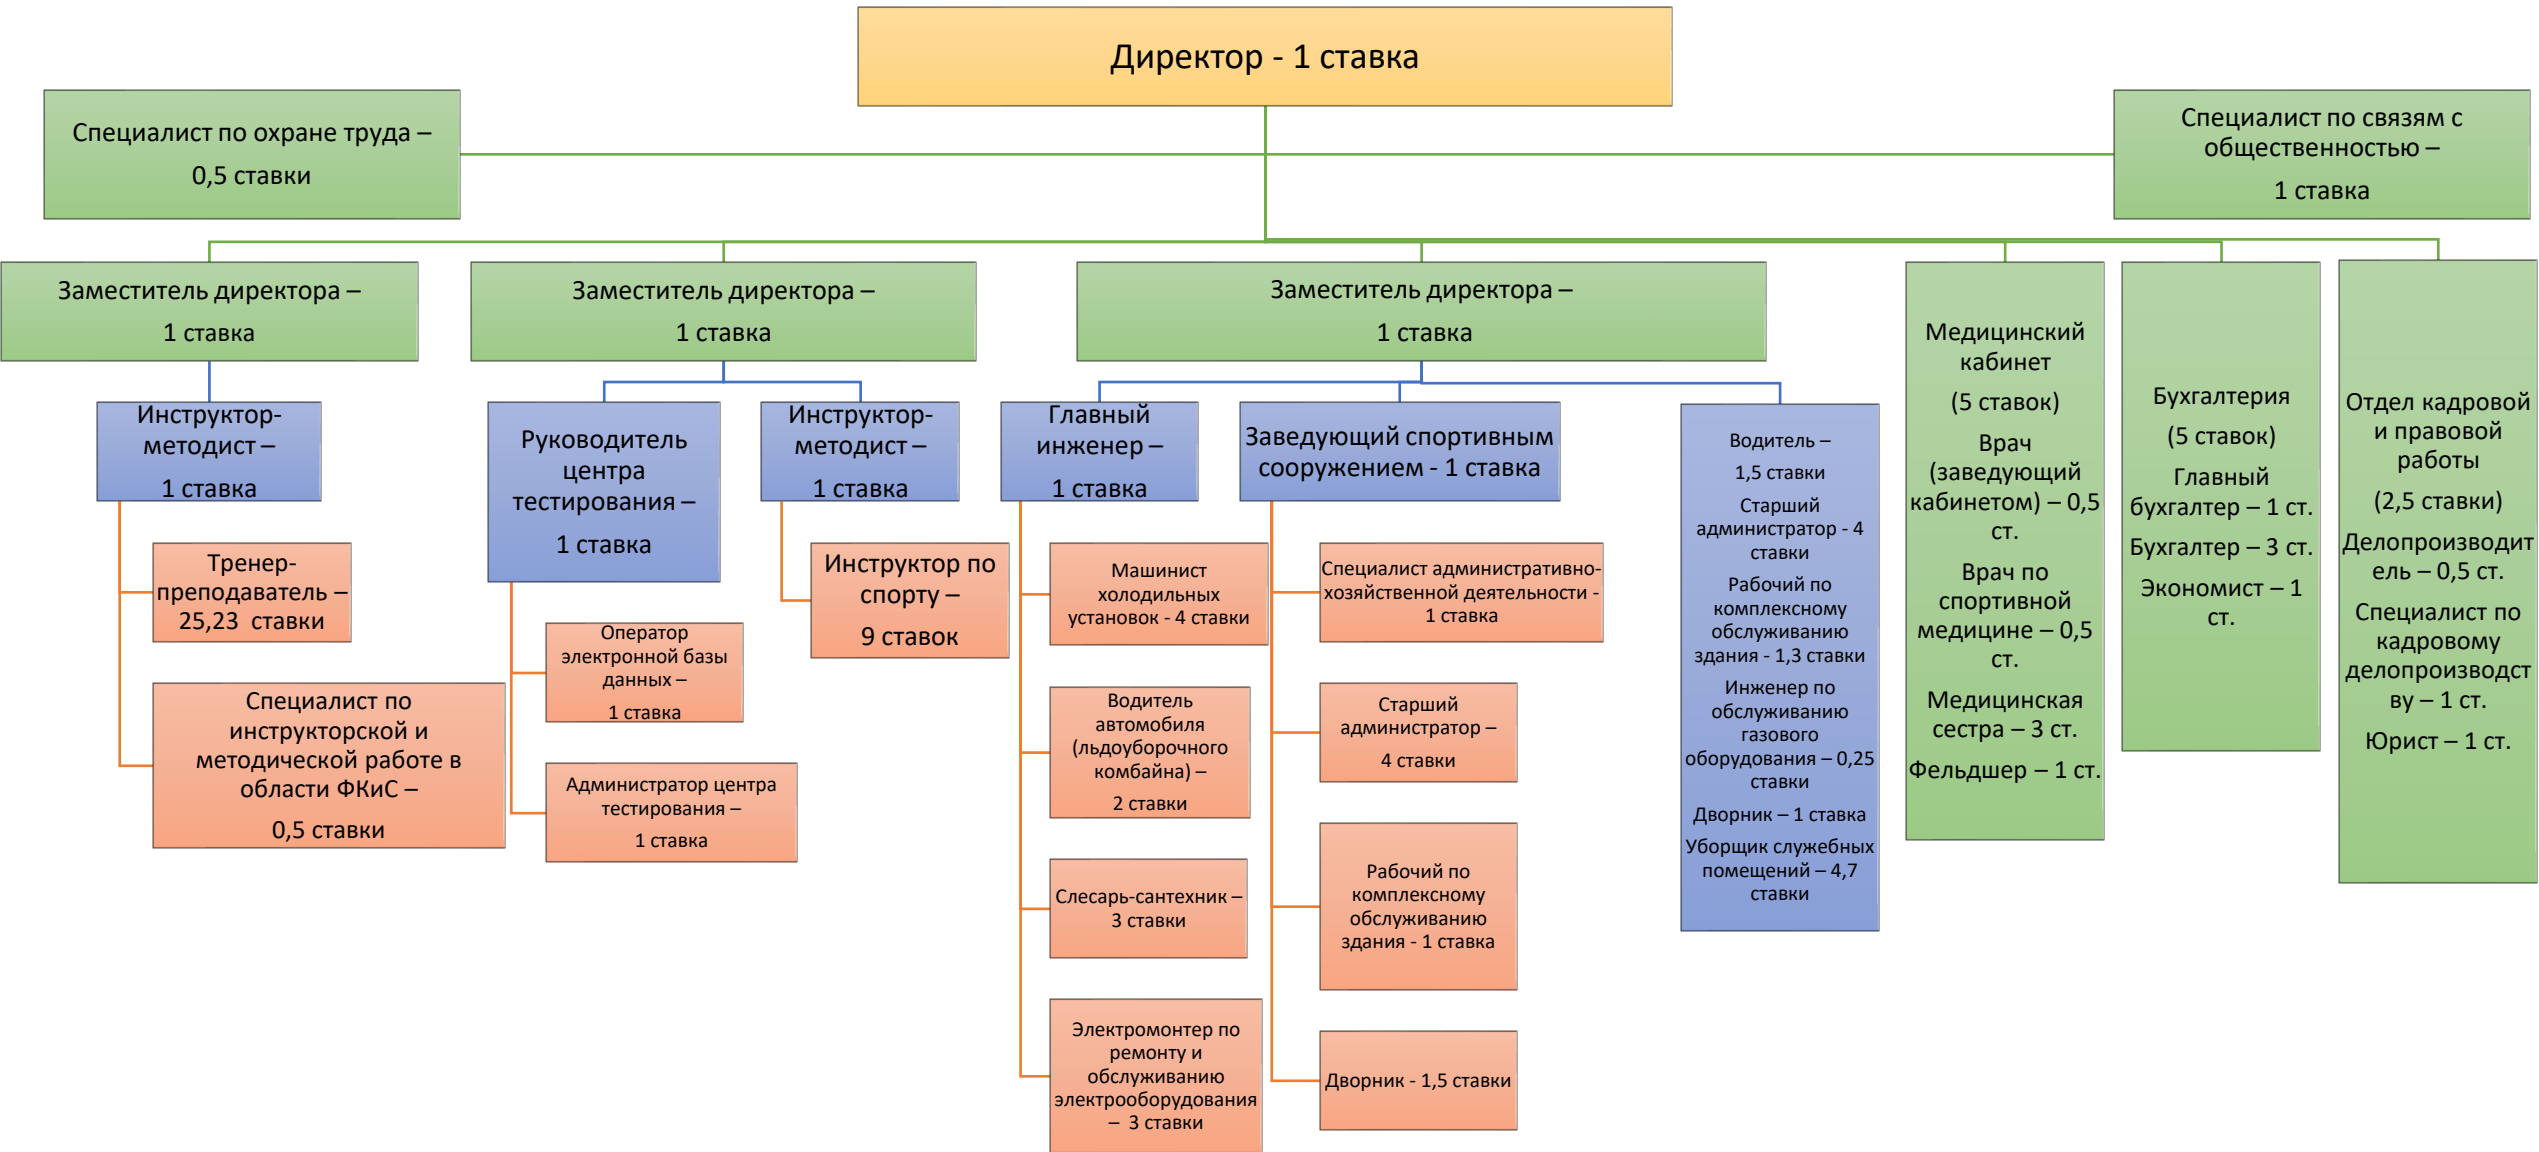 Директор - 1 ставка
Специалист по охране труда –
0,5 ставки
Специалист по связям с
общественностью –
1 ставка
Заместитель директора –
1 ставка
Заместитель директора –
1 ставка
Заместитель директора –
1 ставка
Инструктор-
методист –
1 ставка
Тренер-
преподаватель –
25,23 ставки
Специалист по
инструкторской и
методической работе в
области ФКиС –
0,5 ставки
Руководитель
центра
тестирования –
1 ставка
Оператор
электронной базы
данных –
1 ставка
Администратор центра
тестирования –
1 ставка
Инструктор-
методист –
1 ставка
Инструктор по
спорту –
9 ставок
Главный
инженер –
1 ставка
Машинист
холодильных
установок - 4 ставки
Водитель
автомобиля
(льдоуборочного
комбайна) –
2 ставки
Слесарь-сантехник –
3 ставки
Электромонтер по
ремонту и
обслуживанию
электрооборудования
– 3 ставки
Заведующий спортивным
сооружением - 1 ставка
Специалист административно-
хозяйственной деятельности -
1 ставка
Старший
администратор –
4 ставки
Рабочий по
комплексному
обслуживанию
здания - 1 ставка
Дворник - 1,5 ставки
Водитель –
1,5 ставки
Старший
администратор - 4
ставки
Рабочий по
комплексному
обслуживанию
здания - 1,3 ставки
Инженер по
обслуживанию
газового
оборудования – 0,25
ставки
Дворник – 1 ставка
Уборщик служебных
помещений – 4,7
ставки
Медицинский
кабинет
(5 ставок)
Врач
(заведующий
кабинетом) – 0,5
ст.
Врач по
спортивной
медицине – 0,5
ст.
Медицинская
сестра – 3 ст.
Фельдшер – 1 ст.
Бухгалтерия
(5 ставок)
Главный
бухгалтер – 1 ст.
Бухгалтер – 3 ст.
Экономист – 1
ст.
Отдел кадровой
и правовой
работы
(2,5 ставки)
Делопроизводит
ель – 0,5 ст.
Специалист по
кадровому
делопроизводст
ву – 1 ст.
Юрист – 1 ст.